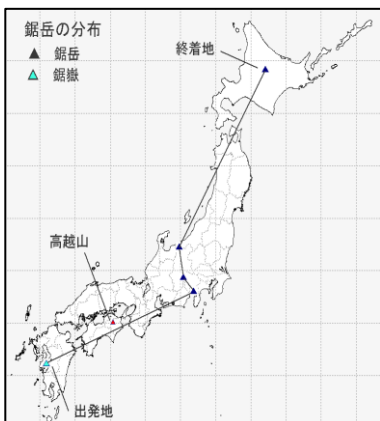 鋸岳の分布
▲ 鋸岳
▲ 鋸嶽
終着地
高越山
出発地